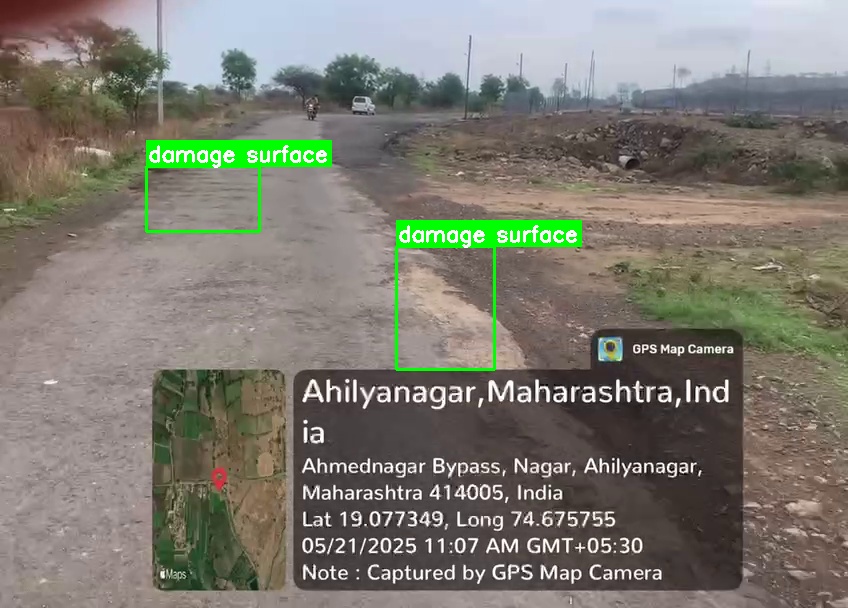 damage surface
damage surface
GPS Map Camera
Ahilyanagar,Maharashtra,Ind
ia
Ahmednagar Bypass, Nagar, Ahilyanagar,
Maharashtra 414005, India
Lat 19.077349, Long 74.675755
05/21/2025 11:07 AM GMT+05:30
Note : Captured by GPS Map Camera
Maps